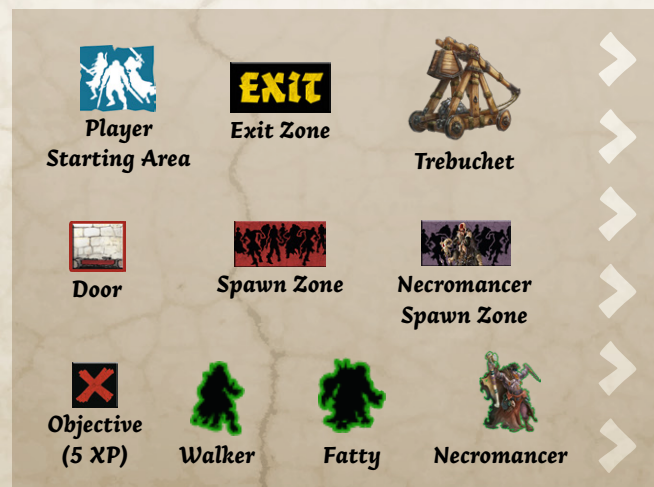 EXIT
Player
Starting Area
Exit Zone
Trebuchet
Door
Spawn Zone
Necromancer
Spawn Zone
Objective
(5 XP)
Walker
Fatty
Necromancer